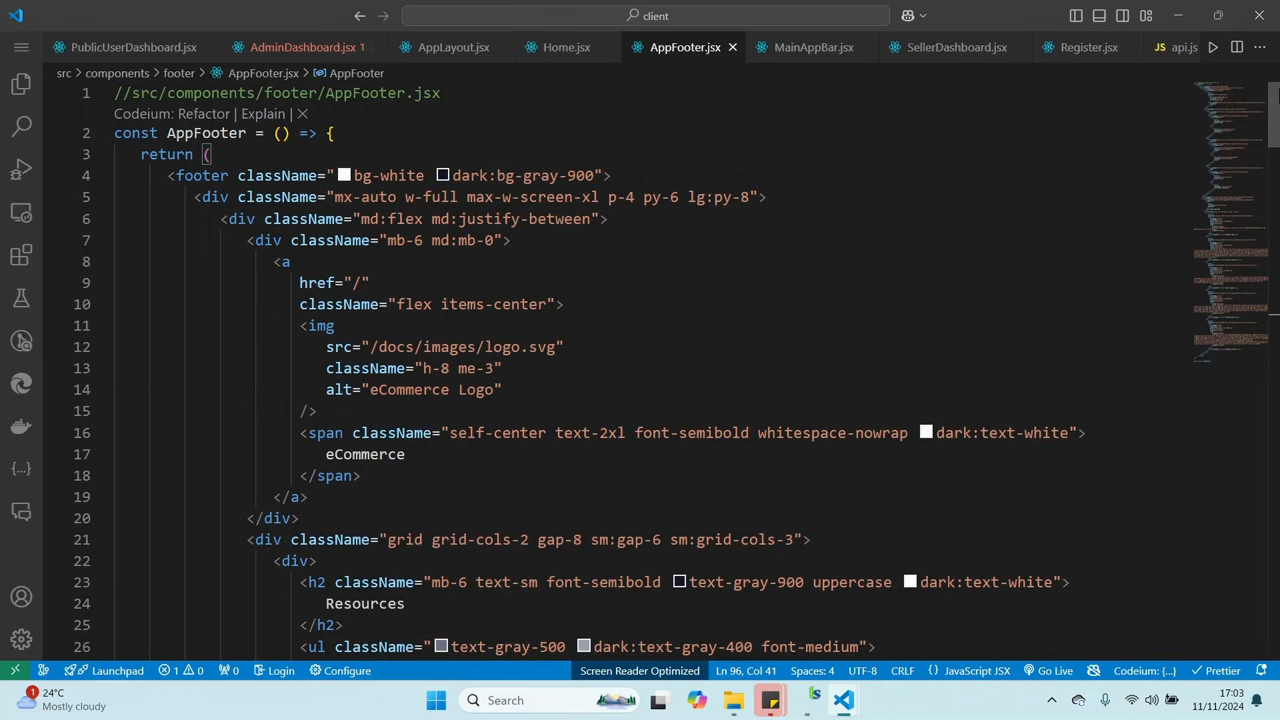 client
PublicUserDashboard.jsx
AdminDashboard.jsx 1
AppLayout.jsx
Home.jsx
AppFooter.jsx
MainAppBar.jsx
SellerDashboard.jsx
Register.jsx
JS api.js
src > components > footer > AppFooter.jsx > AppFooter
1 //src/components/footer/AppFooter.jsx
Codeium: Refactor | Explain | ×
2 const AppFooter = () => {
3 return (
4 <footer className="bg-white dark:bg-gray-900">
5 <div className="mx-auto w-full max-w-screen-xl p-4 py-6 lg:py-8">
6 <div className="md:flex md:justify-between">
7 <div className="mb-6 md:mb-0">
8 <a
9 href="/"
10 className="flex items-center">
11 <img
12 src="/docs/images/logo.svg"
13 className="h-8 me-3"
14 alt="eCommerce Logo"
15 />
16 <span className="self-center text-2xl font-semibold whitespace-nowrap dark:text-white">
17 eCommerce
18 </span>
19 </a>
20 </div>
21 <div className="grid grid-cols-2 gap-8 sm:gap-6 sm:grid-cols-3">
22 <div>
23 <h2 className="mb-6 text-sm font-semibold text-gray-900 uppercase dark:text-white">
24 Resources
25 </h2>
26 <ul className="text-gray-500 dark:text-gray-400 font-medium">
Launchpad 1 0 0 Login Configure Screen Reader Optimized Ln 96, Col 41 Spaces: 4 UTF-8 CRLF {} JavaScript JSX Go Live Codeium: {...} Prettier
1 24°C
Mostly cloudy
Search
17:03
11/11/2024